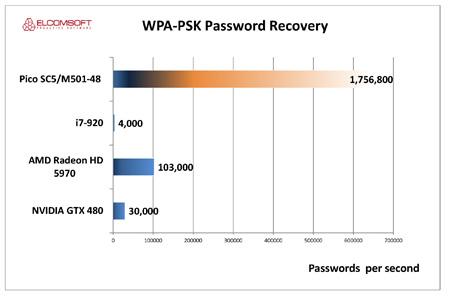 ELCOMSOFT
PROACTIVE SOFTWARE
WPA-PSK Password Recovery
Pico SC5/M501-48
1,756,800
i7-920
4,000
AMD Radeon HD
5970
103,000
NVIDIA GTX 480
30,000
0 100000 200000 300000 400000 500000 600000 700000
Passwords per second